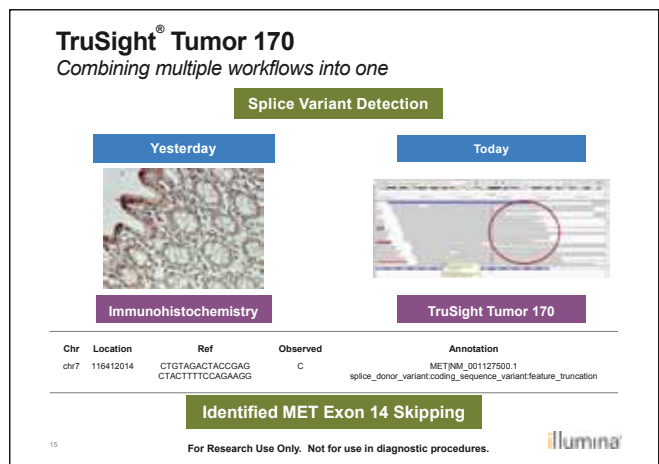 TruSight® Tumor 170
Combining multiple workflows into one
Splice Variant Detection
Yesterday
Today
Immunohistochemistry
TruSight Tumor 170
Chr Location Ref Observed Annotation
chr7 116412014 CTGTAGACTACCGAG C MET|NM_001127500.1
CTACTTTTCCAGAAGG splice_donor_variant:coding_sequence_variant:feature_truncation
Identified MET Exon 14 Skipping
15
For Research Use Only. Not for use in diagnostic procedures.
illumina®